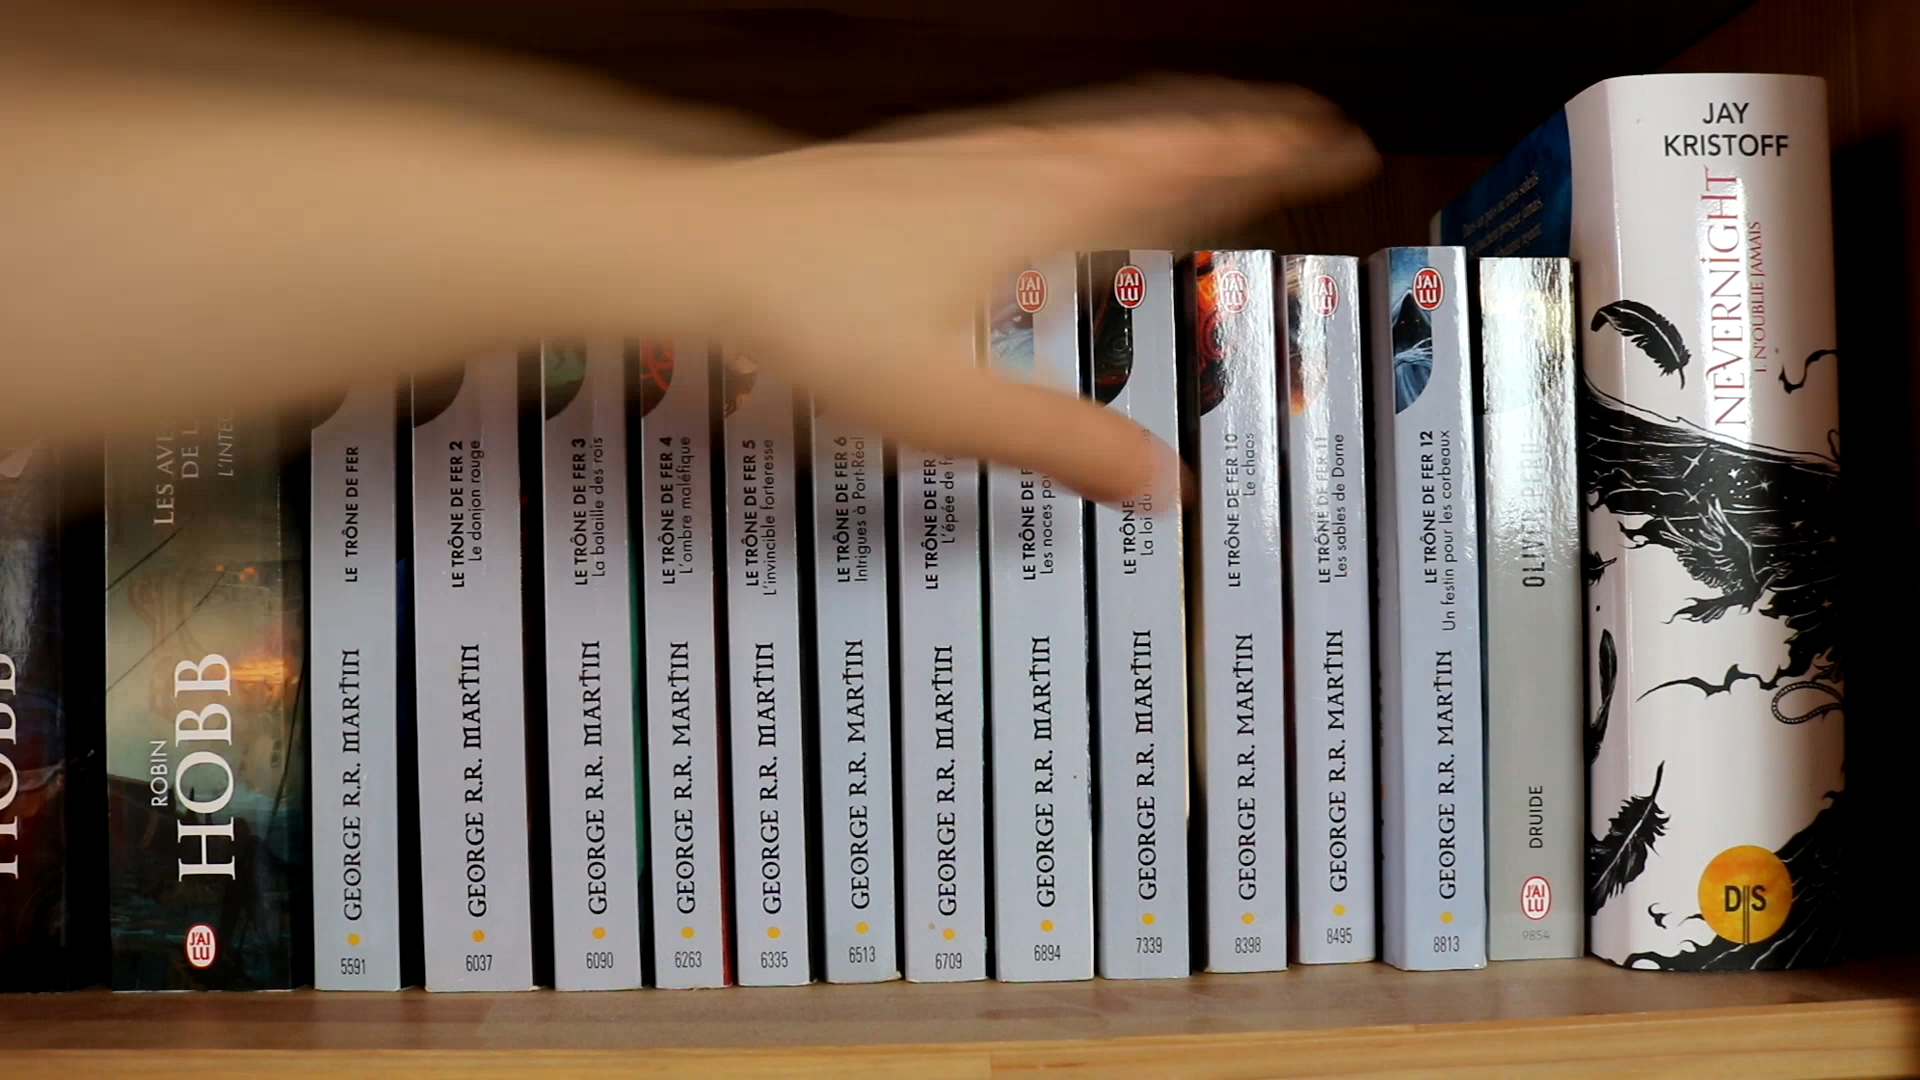 HOBB
LES AVE
DE L
L'INTE
ROBIN
HOBB
J'AI LU
LE TRÔNE DE FER
GEORGE R.R. MARTIN
5591
LE TRÔNE DE FER 2
Le donjon rouge
GEORGE R.R. MARTIN
6037
LE TRÔNE DE FER 3
La bataille des rois
GEORGE R.R. MARTIN
6090
LE TRÔNE DE FER 4
L'ombre maléfique
GEORGE R.R. MARTIN
6263
LE TRÔNE DE FER 5
L'invincible forteresse
GEORGE R.R. MARTIN
6335
LE TRÔNE DE FER 6
Intrigues à Port-Réal
GEORGE R.R. MARTIN
6513
LE TRÔNE DE FER
L'épée de f
GEORGE R.R. MARTIN
6709
J'AI LU
LE TRÔNE DE F
Les noces po
GEORGE R.R. MARTIN
6894
J'AI LU
LE TRÔNE
La loi du
GEORGE R.R. MARTIN
7339
J'AI LU
LE TRÔNE DE FER 10
Le chaos
GEORGE R.R. MARTIN
8398
J'AI LU
LE TRÔNE DE FER 11
Les sables de Dorne
GEORGE R.R. MARTIN
8495
J'AI LU
LE TRÔNE DE FER 12
Un festin pour les corbeaux
GEORGE R.R. MARTIN
8813
OLIVIER PERU
DRUIDE
J'AI LU
9854
JAY
KRISTOFF
NEVERNIGHT
1. N'OUBLIE JAMAIS
D|S